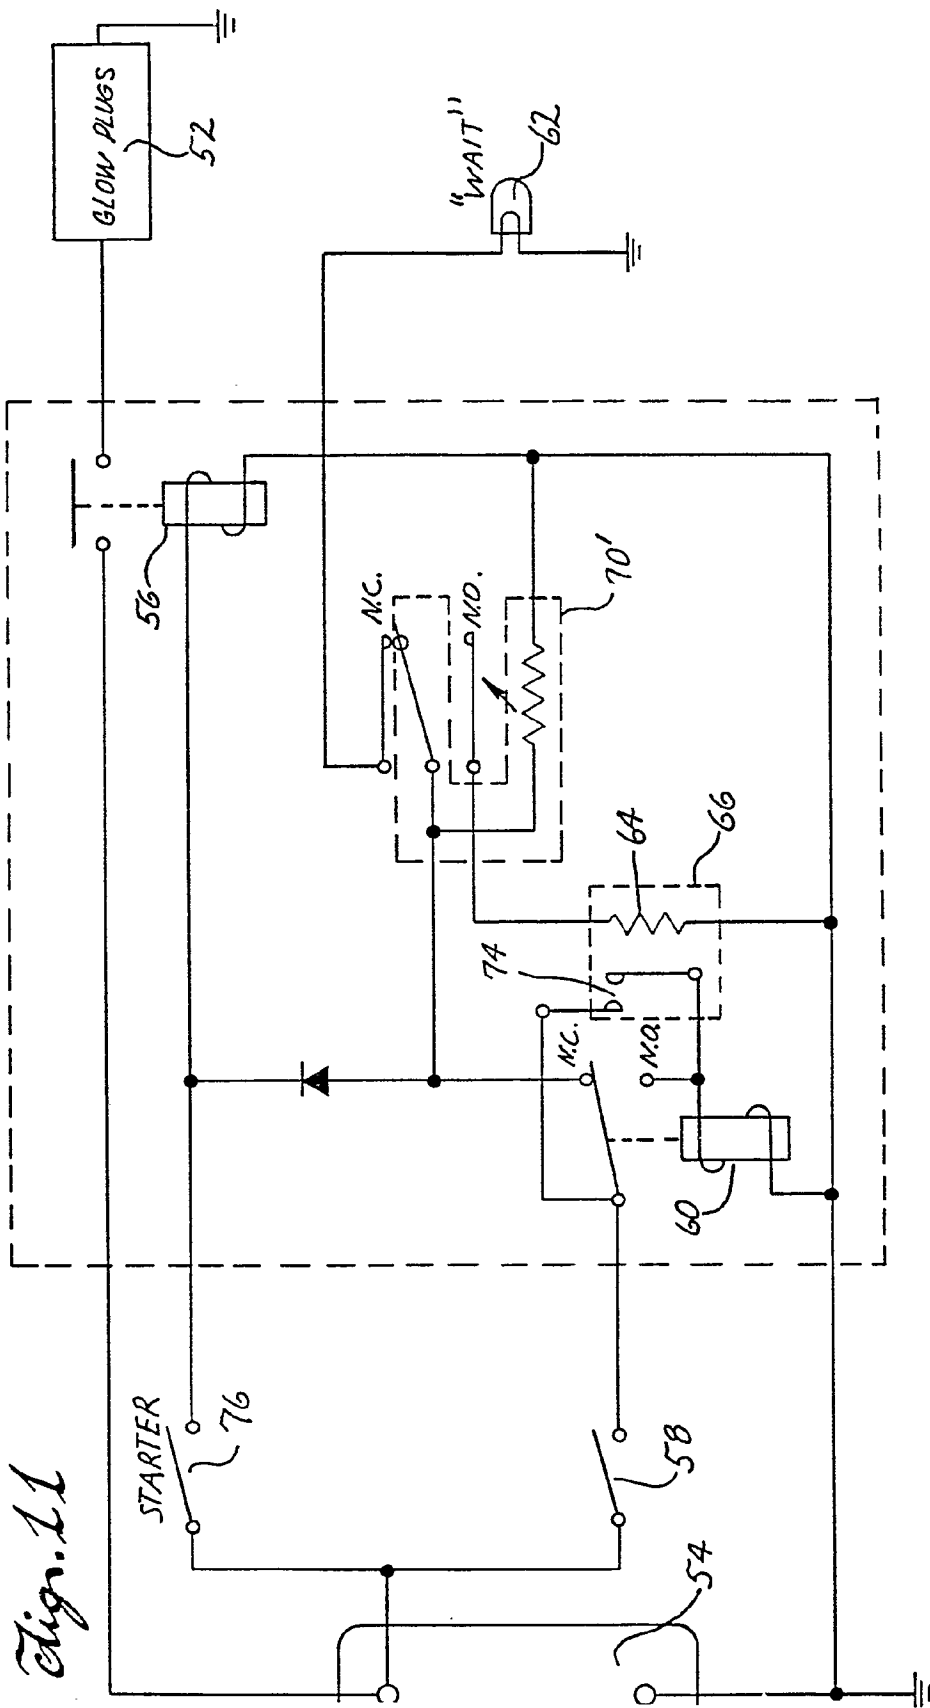 Fig. 11
GLOW PLUGS
52
"WAIT"
62
56
N.C.
N.O.
70'
64
66
74
N.C.
N.O.
60
STARTER
76
58
54